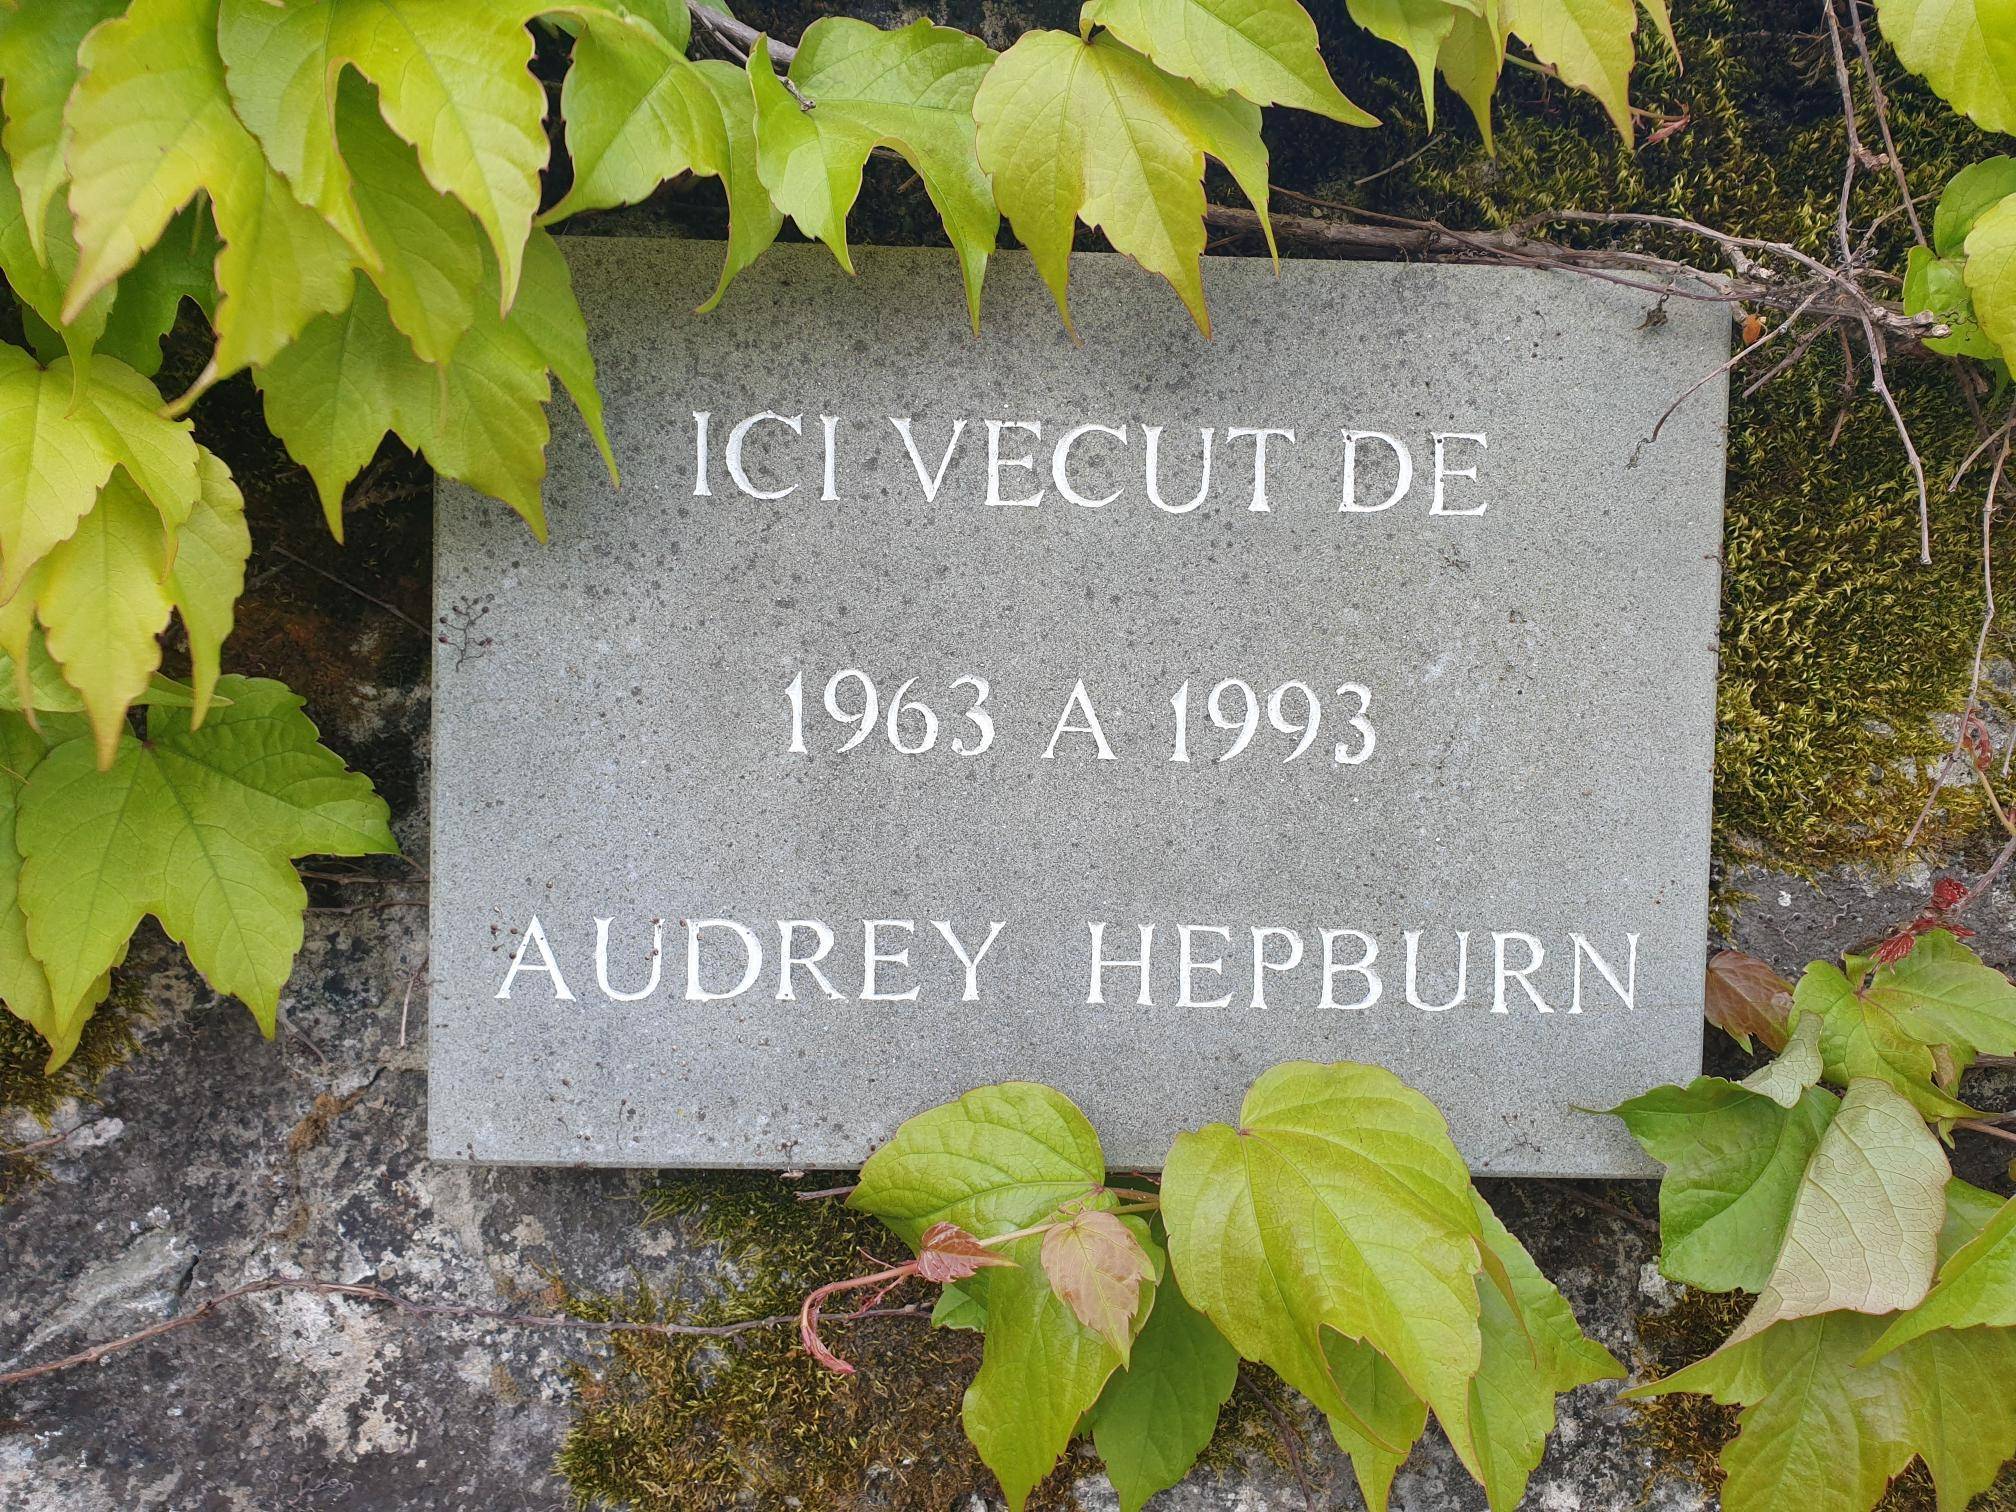 ICI VECUT DE
1963 A 1993
AUDREY HEPBURN